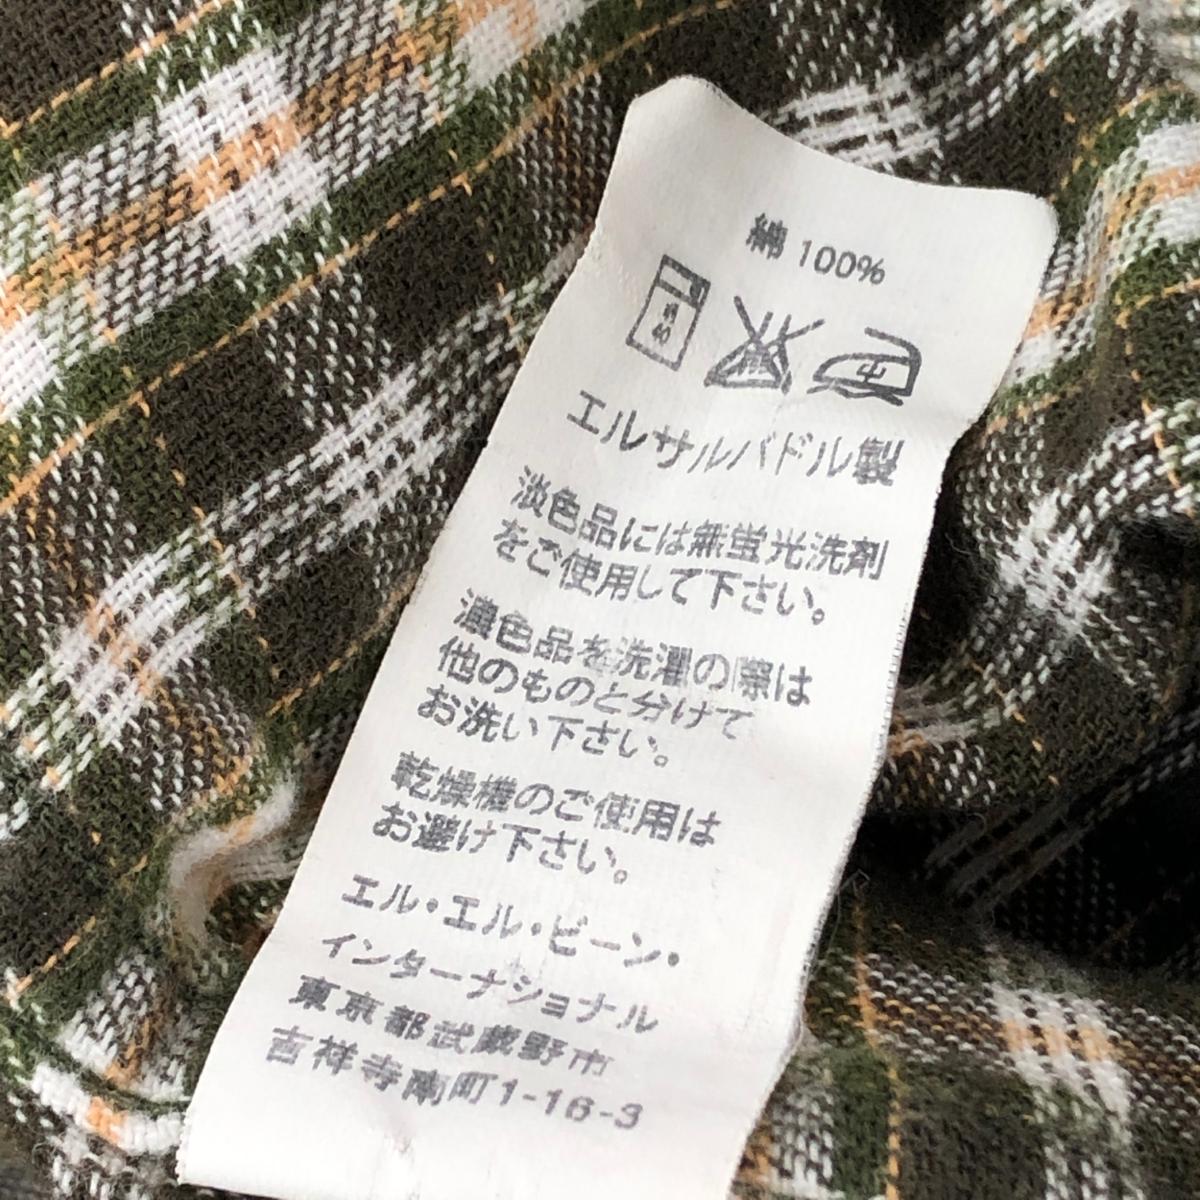 綿 100%
中
エルサルバドル製
淡色品には無蛍光洗剤
をご使用して下さい。
濃色品を洗濯の際は
他のものと分けて
お洗い下さい。
乾燥機のご使用は
お避け下さい。
エル・エル・ビーン・
インターナショナル
東京都武蔵野市
吉祥寺南町1-16-3